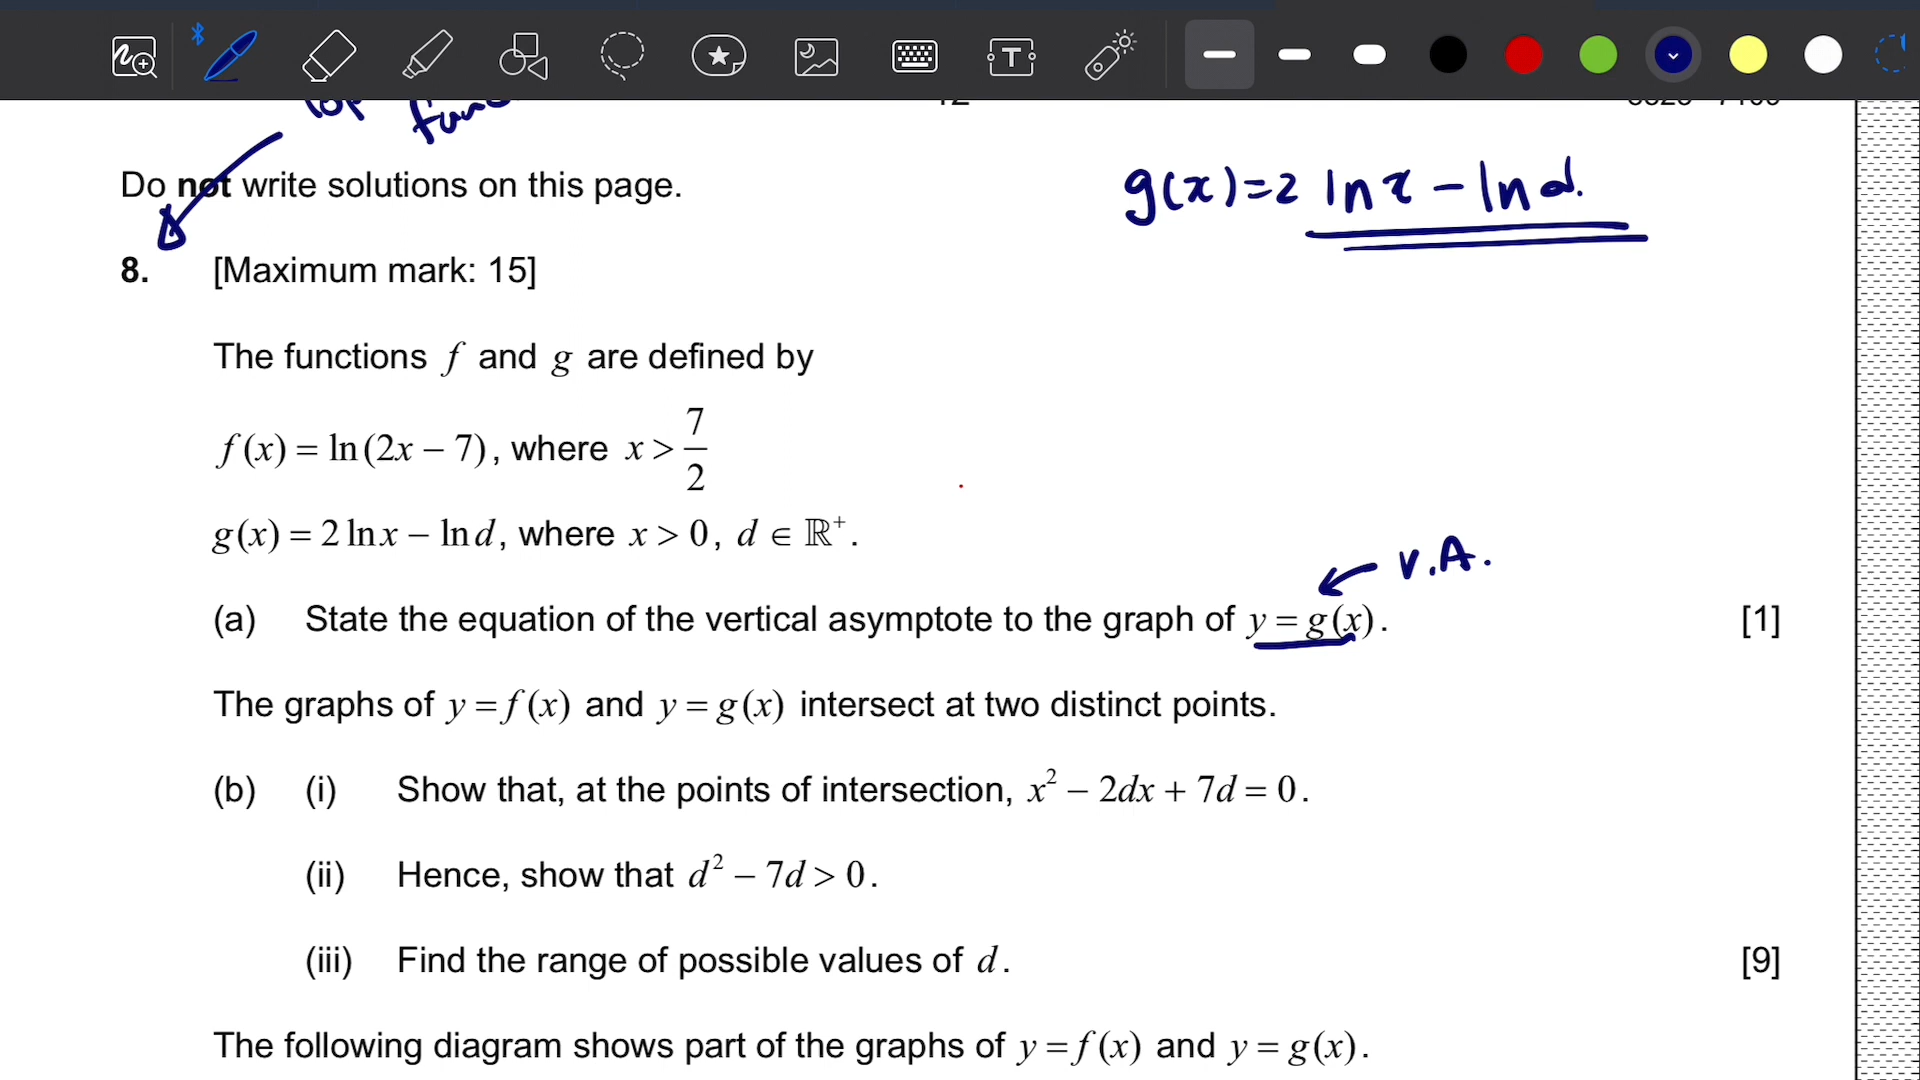 Do not write solutions on this page.
g(x)=2 ln x − ln d.
8. [Maximum mark: 15]
The functions f and g are defined by
f(x) = ln(2x − 7), where x > 7/2
g(x) = 2 ln x − ln d, where x > 0, d ∈ ℝ⁺.
V.A.
(a) State the equation of the vertical asymptote to the graph of y = g(x). [1]
The graphs of y = f(x) and y = g(x) intersect at two distinct points.
(b) (i) Show that, at the points of intersection, x² − 2dx + 7d = 0.
(ii) Hence, show that d² − 7d > 0.
(iii) Find the range of possible values of d. [9]
The following diagram shows part of the graphs of y = f(x) and y = g(x).